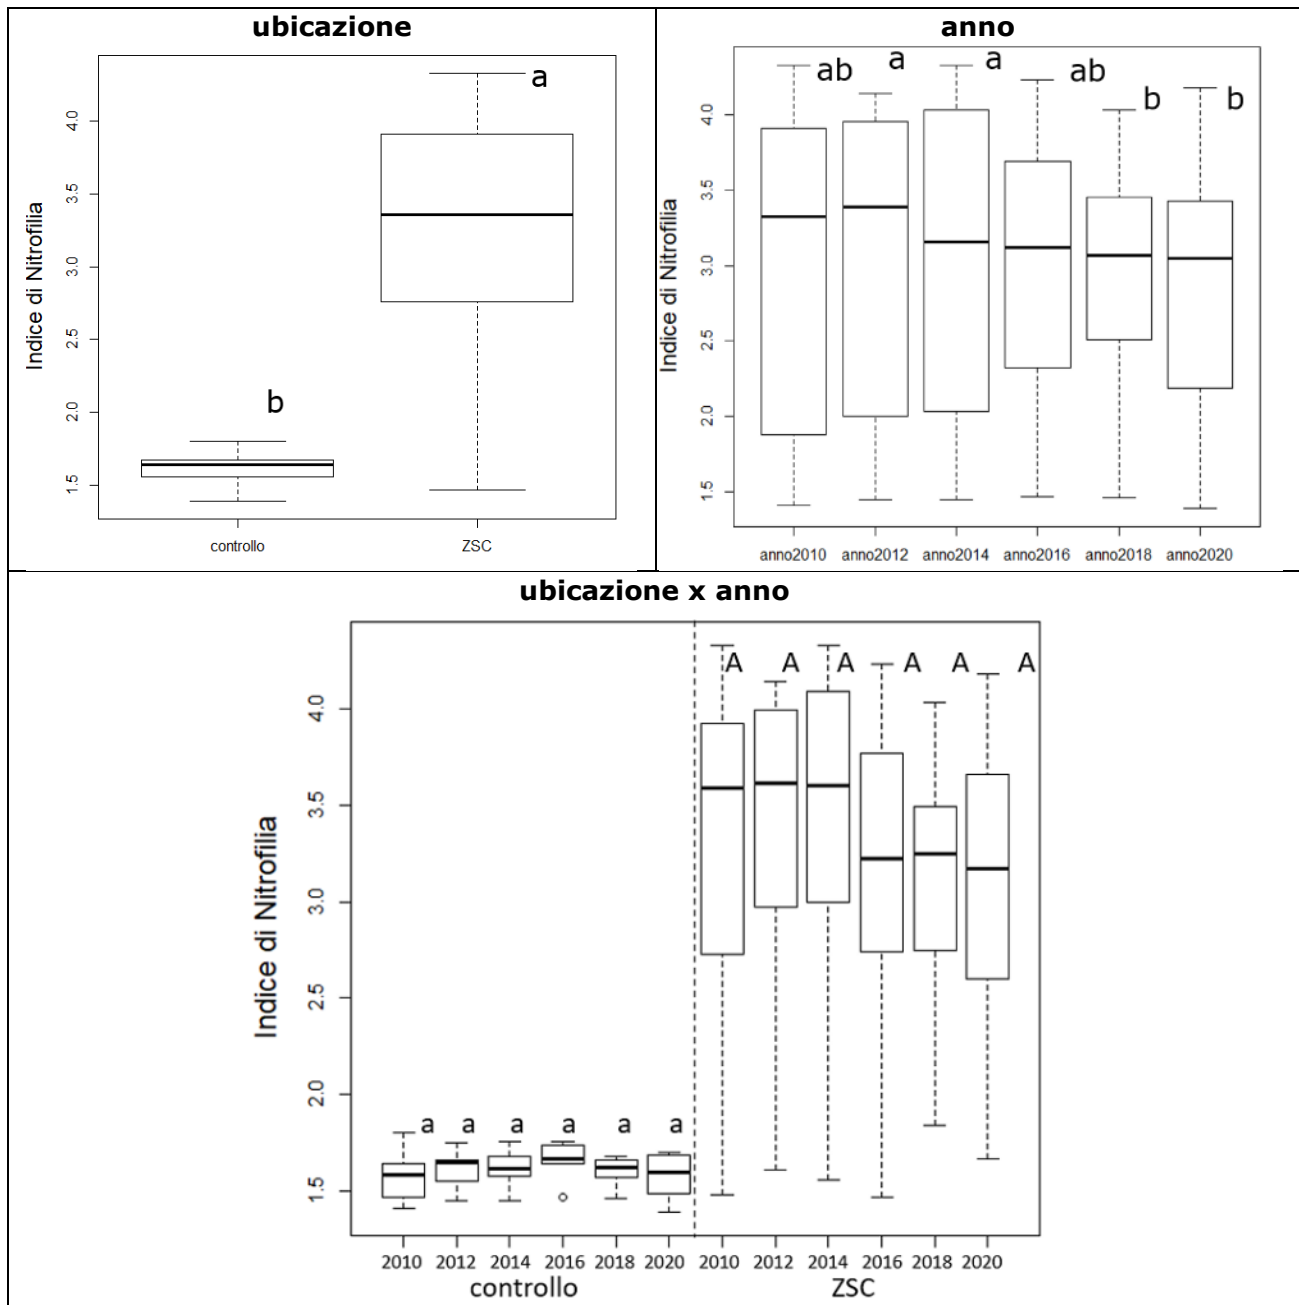 ubicazione
Indice di Nitrofilia
4.0
3.5
3.0
2.5
2.0
1.5
a
b
controllo ZSC
anno
Indice di Nitrofilia
4.0
3.5
3.0
2.5
2.0
1.5
ab a a ab b b
anno2010 anno2012 anno2014 anno2016 anno2018 anno2020
ubicazione x anno
Indice di Nitrofilia
4.0
3.5
3.0
2.5
2.0
1.5
A A A A A A
a a a a a a
2010 2012 2014 2016 2018 2020 2010 2012 2014 2016 2018 2020
controllo ZSC